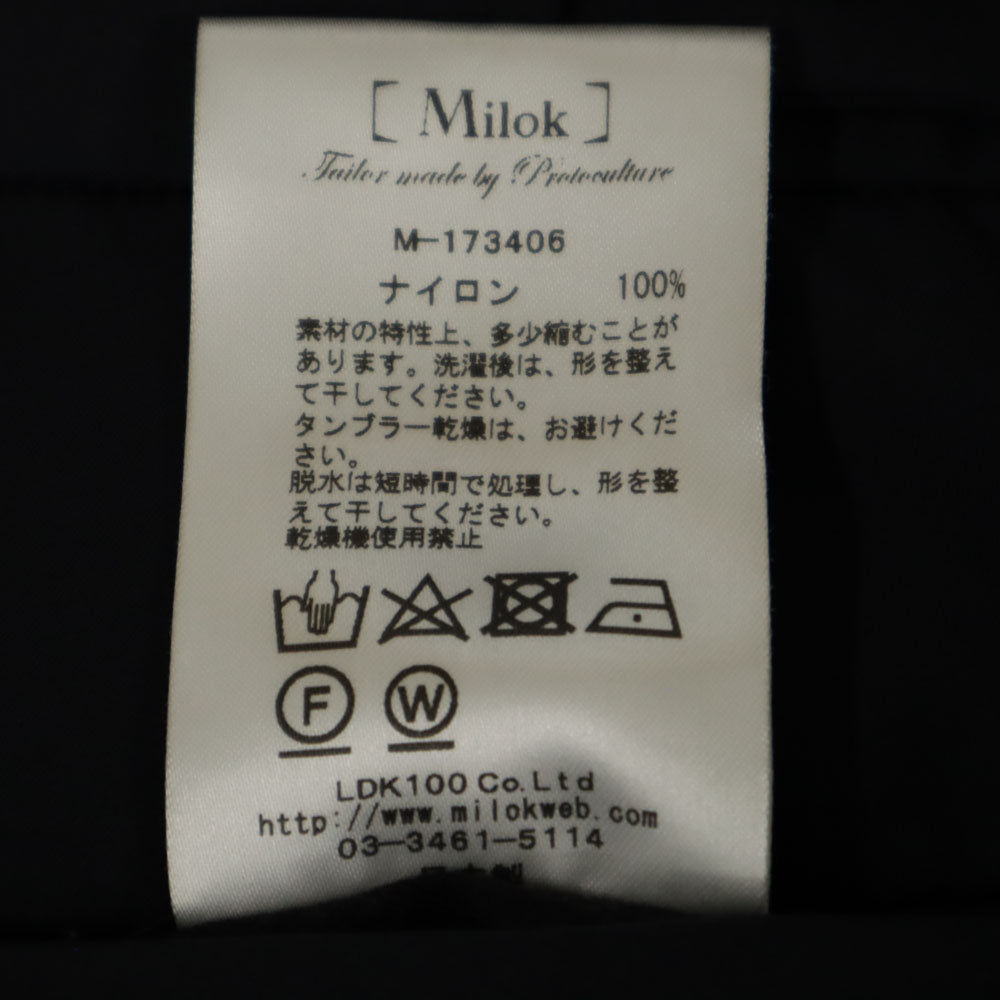 [ Milok ]
Tailor made by Protoculture
M-173406
ナイロン 100%
素材の特性上、多少縮むことが
あります。洗濯後は、形を整え
て干してください。
タンブラー乾燥は、お避けくだ
さい。
脱水は短時間で処理し、形を整
えて干してください。
乾燥機使用禁止
F W
LDK100 Co.Ltd
http://www.milokweb.com
03-3461-5114